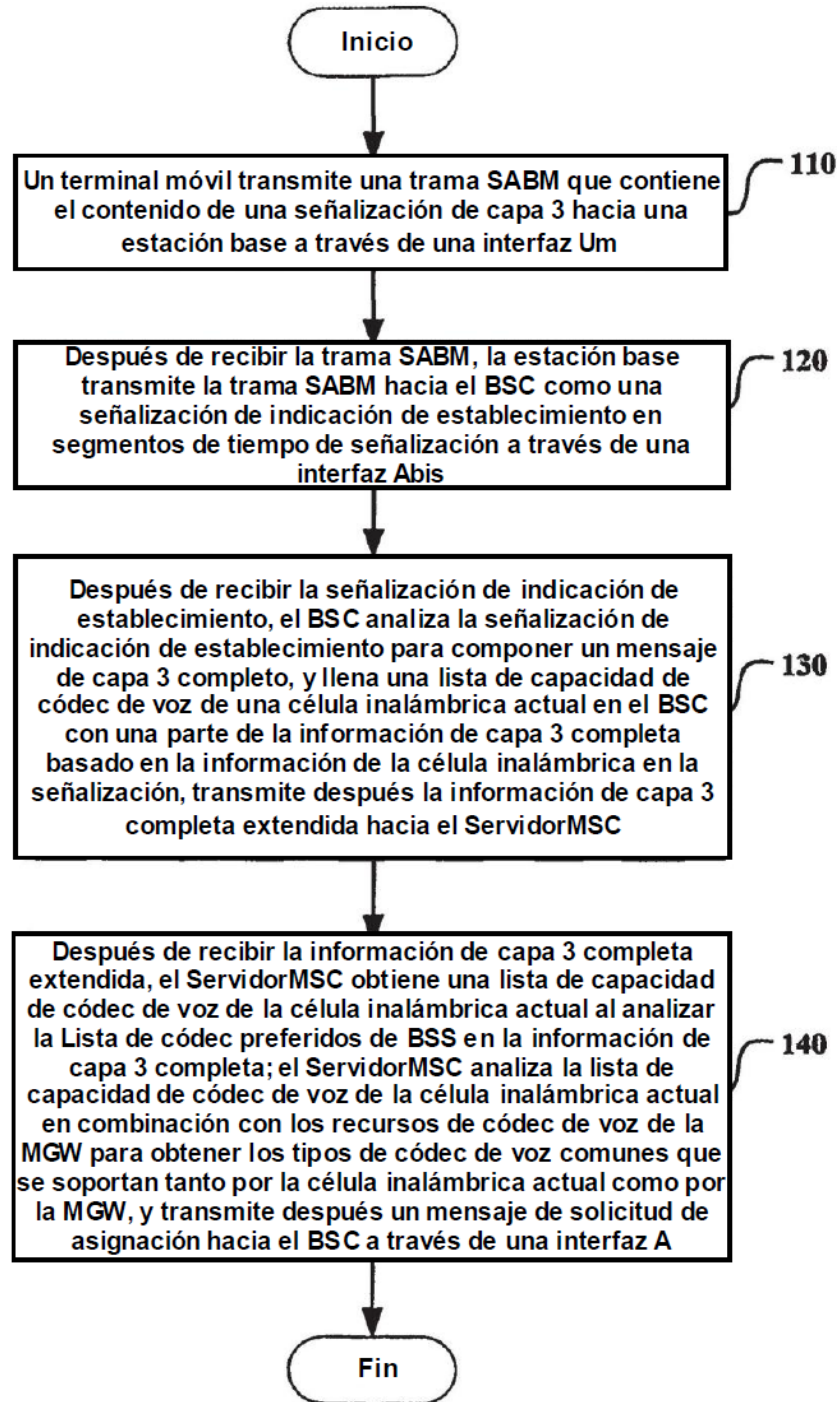 Inicio
Un terminal móvil transmite una trama SABM que contiene
el contenido de una señalización de capa 3 hacia una
estación base a través de una interfaz Um
110
Después de recibir la trama SABM, la estación base
transmite la trama SABM hacia el BSC como una
señalización de indicación de establecimiento en
segmentos de tiempo de señalización a través de una
interfaz Abis
120
Después de recibir la señalización de indicación de
establecimiento, el BSC analiza la señalización de
indicación de establecimiento para componer un mensaje
de capa 3 completo, y llena una lista de capacidad de
códec de voz de una célula inalámbrica actual en el BSC
con una parte de la información de capa 3 completa
basado en la información de la célula inalámbrica en la
señalización, transmite después la información de capa 3
completa extendida hacia el ServidorMSC
130
Después de recibir la información de capa 3 completa
extendida, el ServidorMSC obtiene una lista de capacidad
de códec de voz de la célula inalámbrica actual al analizar
la Lista de códec preferidos de BSS en la información de
capa 3 completa; el ServidorMSC analiza la lista de
capacidad de códec de voz de la célula inalámbrica actual
en combinación con los recursos de códec de voz de la
MGW para obtener los tipos de códec de voz comunes que
se soportan tanto por la célula inalámbrica actual como por
la MGW, y transmite después un mensaje de solicitud de
asignación hacia el BSC a través de una interfaz A
140
Fin